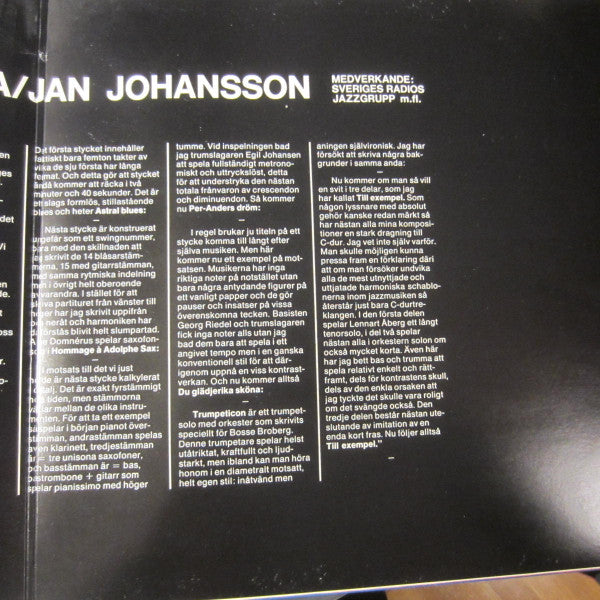 A/JAN JOHANSSON
MEDVERKANDE:
SVERIGES RADIOS
JAZZGRUPP m.fl.
Det första stycket innehåller
faktiskt bara femton takter av
vilka de sju första har långa
fermat. Och detta gör att stycket
ändå kommer att räcka i två
minuter och 40 sekunder. Det är
ett slags formlös, stillastående
blues och heter Astral blues:
–
Nästa stycke är konstruerat
ungefär som ett swingnummer,
bara med den skillnaden att
jag skrivit de 14 blåsarstäm-
morna, 15 med gitarrstämman,
med samma rytmiska indelning
men i övrigt helt oberoende
av varandra. I stället för att
skriva partituret från vänster till
höger har jag skrivit uppifrån
och neråt och harmoniken har
därförstås blivit helt slumpartad.
Arne Domnérus spelar saxofon-
solo i Hommage à Adolphe Sax:
–
I motsats till det vi just
hörde är nästa stycke kalkylerat
i detalj. Det är exakt fyrstämmigt
hela tiden, men stämmorna
växlar mellan de olika instru-
menten. För att ta ett exempel
så spelar i början pianot över-
stämman, andrastämman spelas
av en klarinett, tredjestämman
är = tre unisona saxofoner,
och basstämman är = bas,
bastrombone + gitarr som
spelar pianissimo med höger
tumme. Vid inspelningen bad
jag trumslagaren Egil Johansen
att spela fullständigt metrono-
miskt och uttryckslöst, detta
för att understryka den nästan
totala frånvaron av crescendon
och diminuendon. Så kommer
nu Per-Anders dröm:
–
I regel brukar ju titeln på ett
stycke komma till långt efter
själva musiken. Men här
kommer nu ett exempel på mot-
satsen. Musikerna har inga
riktiga noter på notstället utan
bara några antydande figurer på
ett vanligt papper och de gör
pauser och insatser på vissa
överenskomna tecken. Basisten
Georg Riedel och trumslagaren
fick inga noter alls utan jag
bad dem bara att spela i ett
angivet tempo men i en ganska
konventionell stil för att där-
igenom uppnå en viss kontrast-
verkan. Och nu kommer alltså
Du glädjerika sköna:
–
Trumpeticon är ett trumpet-
solo med orkester som skrivits
speciellt för Bosse Broberg.
Denne trumpetare spelar helst
utåtriktat, kraftfullt och ljud-
starkt, men ibland kan man höra
honom i en diametralt motsatt,
helt egen stil: inåtvänd men
aningen självironisk. Jag har
försökt att skriva några bak-
grunder i samma anda:
–
Nu kommer om man så vill
en svit i tre delar, som jag
har kallat Till exempel. Som
någon lyssnare med absolut
gehör kanske redan märkt så
har nästan alla mina komposi-
tioner en stark dragning till
C-dur. Jag vet inte själv varför.
Man skulle möjligen kunna
pressa fram en förklaring däri
att om man försöker undvika
alla de mest utnyttjade och
uttjatade harmoniska schablo-
nerna inom jazzmusiken så
återstår just bara C-durtre-
klangen. I den första delen
spelar Lennart Åberg ett långt
tenorsolo, i del två spelar
nästan alla i orkestern solon om
också mycket korta. Även här
har jag bett bas och trumma att
spela relativt enkelt och rätt-
framt, dels för kontrastens skull,
dels av den enkla orsaken att
jag tyckte det skulle vara roligt
om det svängde också. Den
tredje delen består nästan ute-
slutande av imitation av en
enda kort fras. Nu följer alltså
Till exempel."
–